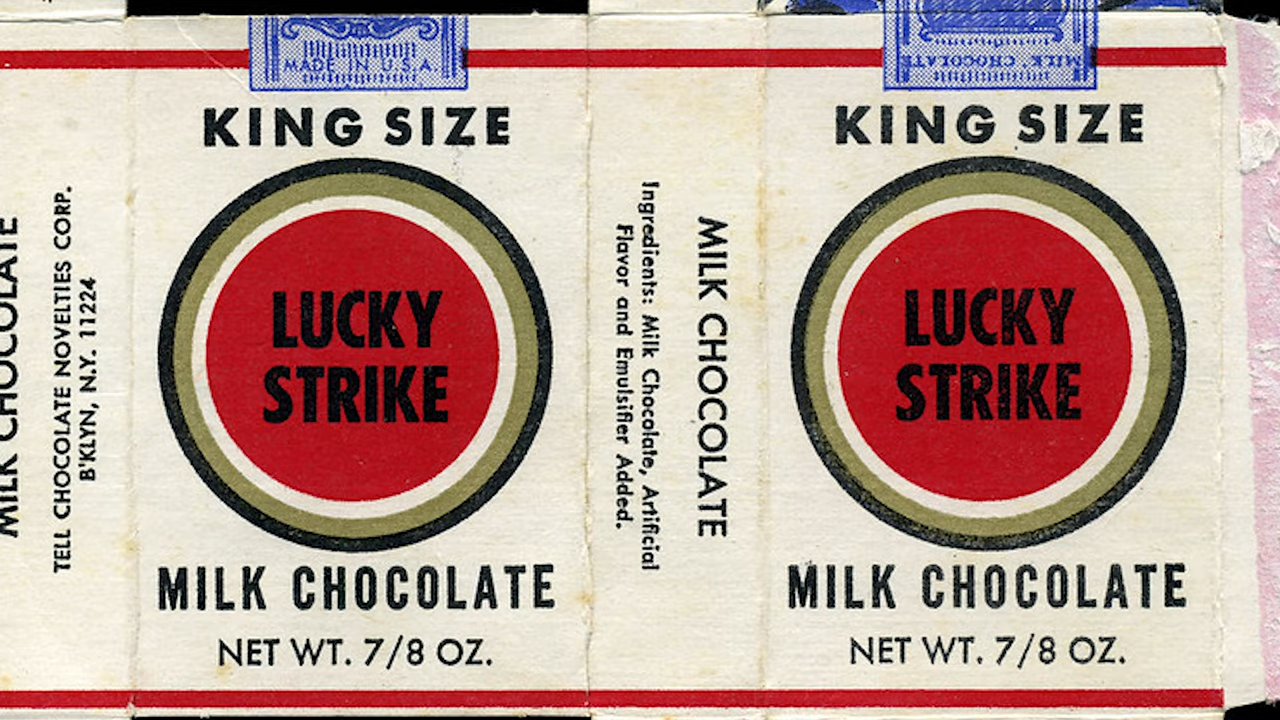 MILK CHOCOLATE
TELL CHOCOLATE NOVELTIES CORP.
B'KLYN, N.Y. 11224
MADE IN U.S.A.
KING SIZE
LUCKY
STRIKE
MILK CHOCOLATE
NET WT. 7/8 OZ.
MILK CHOCOLATE
Ingredients: Milk Chocolate, Artificial
Flavor and Emulsifier Added.
MILK CHOCOLATE
KING SIZE
LUCKY
STRIKE
MILK CHOCOLATE
NET WT. 7/8 OZ.